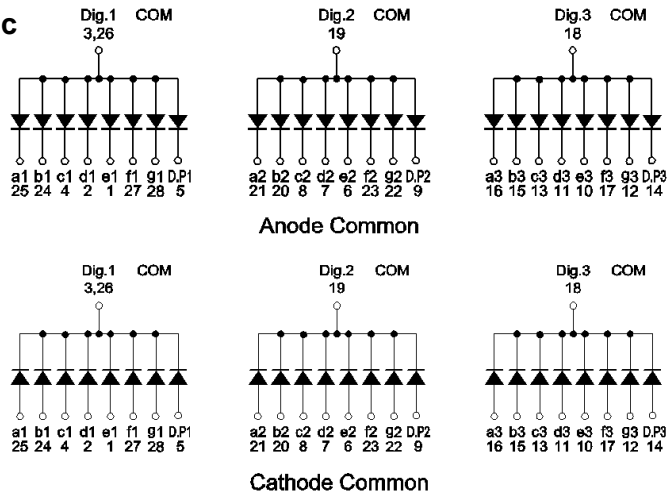 c
Dig.1 COM Dig.2 COM Dig.3 COM
3,26 19 18
a1 b1 c1 d1 e1 f1 g1 D.P1 a2 b2 c2 d2 e2 f2 g2 D.P2 a3 b3 c3 d3 e3 f3 g3 D.P3
25 24 4 2 1 27 28 5 21 20 8 7 6 23 22 9 16 15 13 11 10 17 12 14
Anode Common
Dig.1 COM Dig.2 COM Dig.3 COM
3,26 19 18
a1 b1 c1 d1 e1 f1 g1 D.P1 a2 b2 c2 d2 e2 f2 g2 D.P2 a3 b3 c3 d3 e3 f3 g3 D.P3
25 24 4 2 1 27 28 5 21 20 8 7 6 23 22 9 16 15 13 11 10 17 12 14
Cathode Common